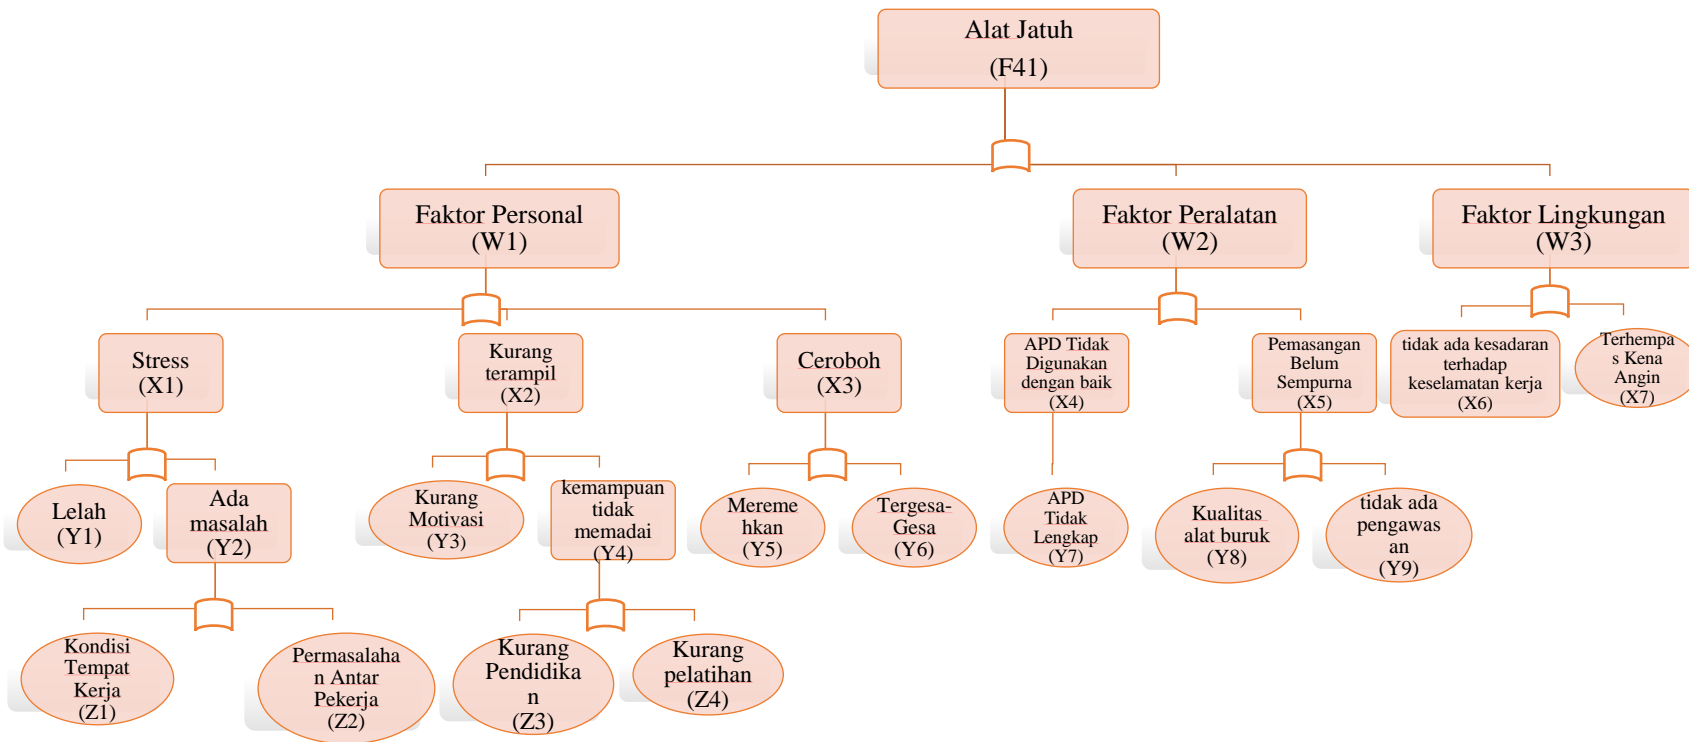 Alat Jatuh
(F41)
Faktor Personal
(W1)
Faktor Peralatan
(W2)
Faktor Lingkungan
(W3)
Stress
(X1)
Kurang
terampil
(X2)
Ceroboh
(X3)
APD Tidak
Digunakan
dengan baik
(X4)
Pemasangan
Belum
Sempurna
(X5)
tidak ada kesadaran
terhadap
keselamatan kerja
(X6)
Terhempa
s Kena
Angin
(X7)
Lelah
(Y1)
Ada
masalah
(Y2)
Kurang
Motivasi
(Y3)
kemampuan
tidak
memadai
(Y4)
Mereme
hkan
(Y5)
Tergesa-
Gesa
(Y6)
APD
Tidak
Lengkap
(Y7)
Kualitas
alat buruk
(Y8)
tidak ada
pengawas
an
(Y9)
Kondisi
Tempat
Kerja
(Z1)
Permasalaha
n Antar
Pekerja
(Z2)
Kurang
Pendidika
n
(Z3)
Kurang
pelatihan
(Z4)